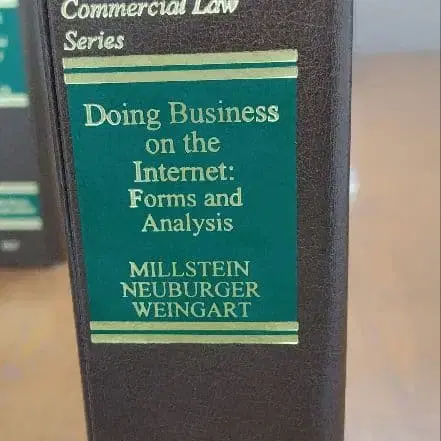 Commercial Law
Series
Doing Business
on the
Internet:
Forms and
Analysis
MILLSTEIN
NEUBURGER
WEINGART